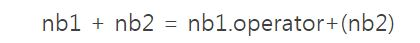 nb1 + nb2 = nb1.operator+(nb2)